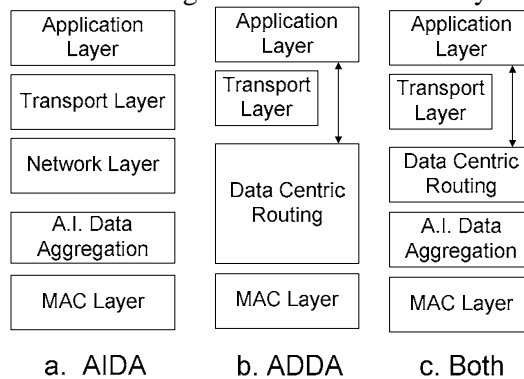 Application
Layer
Transport Layer
Network Layer
A.I. Data
Aggregation
MAC Layer
a. AIDA
Application
Layer
Transport
Layer
Data Centric
Routing
MAC Layer
b. ADDA
Application
Layer
Transport
Layer
Data Centric
Routing
A.I. Data
Aggregation
MAC Layer
c. Both